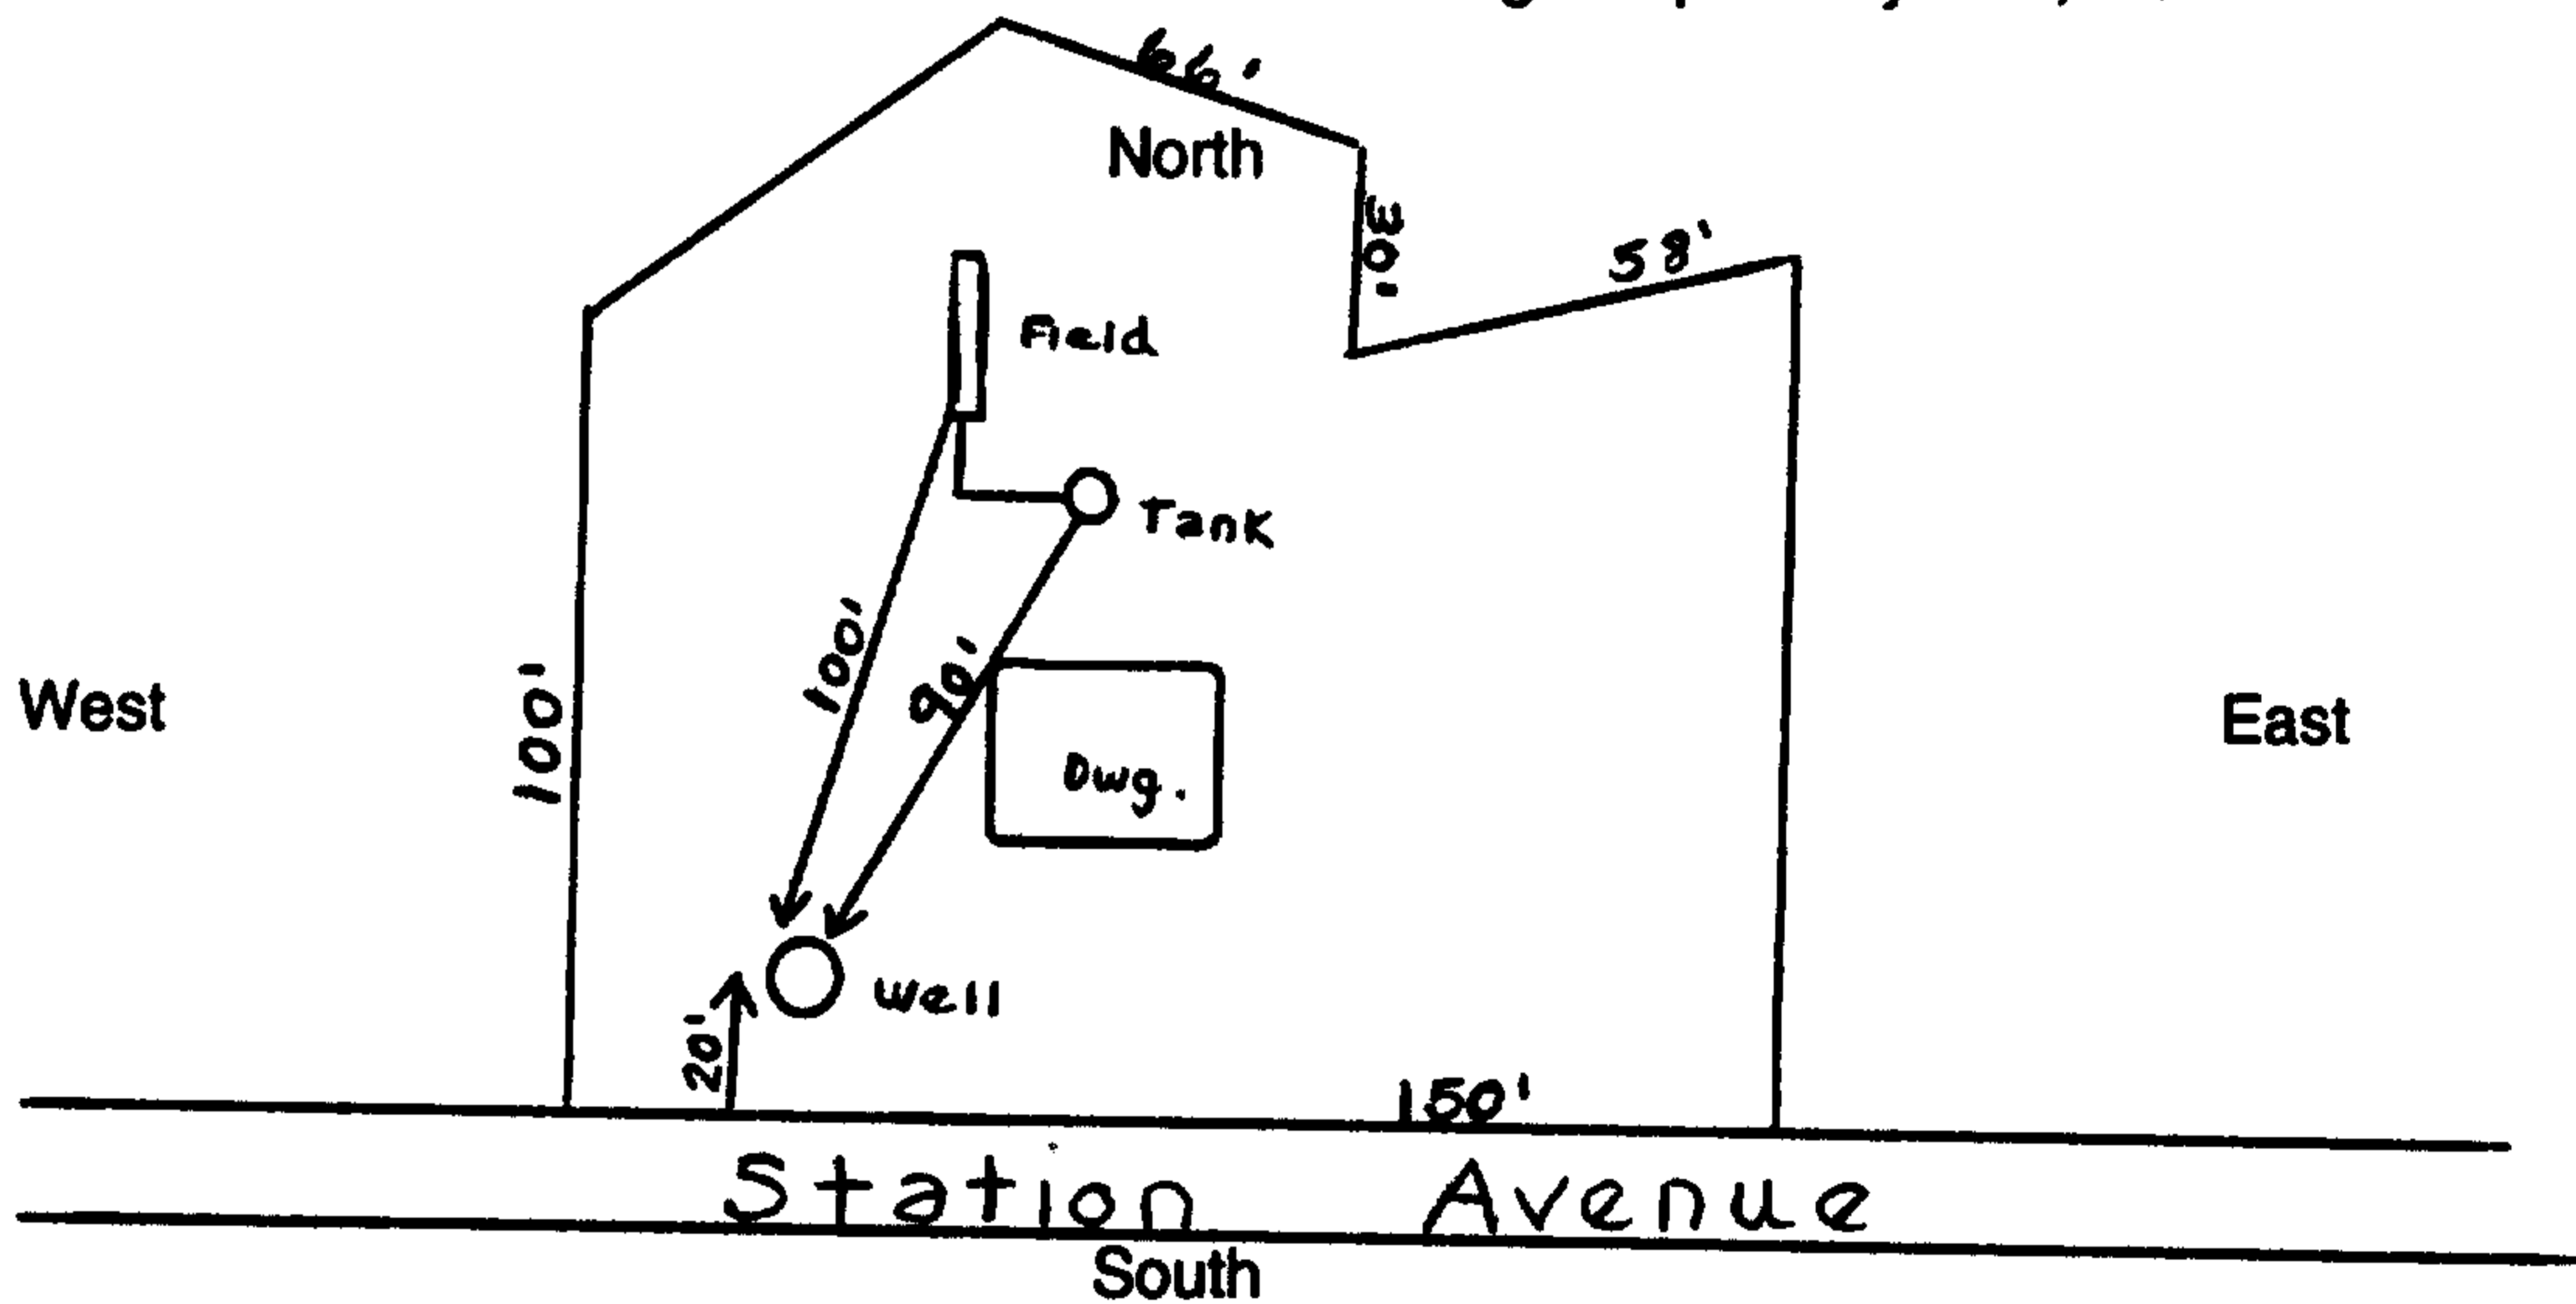 66'
North
30'
58'
Field
Tank
100'
90'
100'
West
East
Dwg.
Well
20'
150'
Station Avenue
South